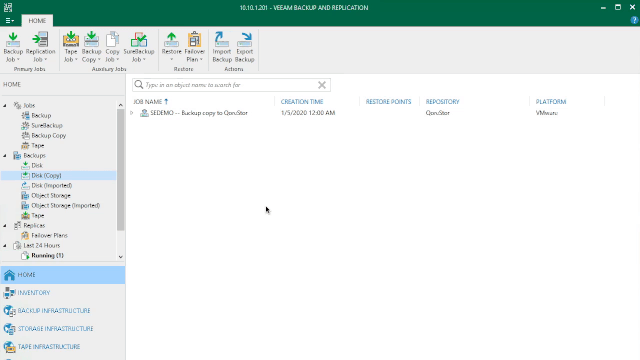 10.10.1.201 - VEEAM BACKUP AND REPLICATION
HOME
Backup Job
Replication Job
Tape Job
Backup Copy
Copy Job
SureBackup Job
Restore
Failover Plan
Import Backup
Export Backup
Primary Jobs
Auxiliary Jobs
Restore
Actions
HOME
Type in an object name to search for
JOB NAME
CREATION TIME
RESTORE POINTS
REPOSITORY
PLATFORM
SEDEMO -- Backup copy to QoreStor
1/5/2020 12:00 AM
QoreStor
VMware
Jobs
Backup
SureBackup
Backup Copy
Tape
Backups
Disk
Disk (Copy)
Disk (Imported)
Object Storage
Object Storage (Imported)
Tape
Replicas
Failover Plans
Last 24 Hours
Running (1)
HOME
INVENTORY
BACKUP INFRASTRUCTURE
STORAGE INFRASTRUCTURE
TAPE INFRASTRUCTURE